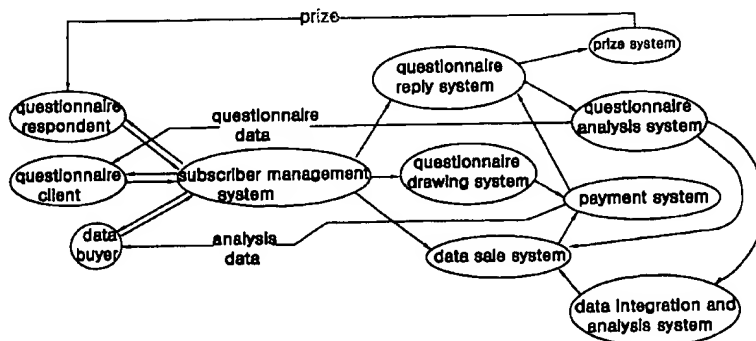 prize
prize system
questionnaire
reply system
questionnaire
respondent
questionnaire
data
questionnaire
analysis system
questionnaire
client
subscriber management
system
questionnaire
drawing system
payment system
data
buyer
analysis
data
data sale system
data integration and
analysis system